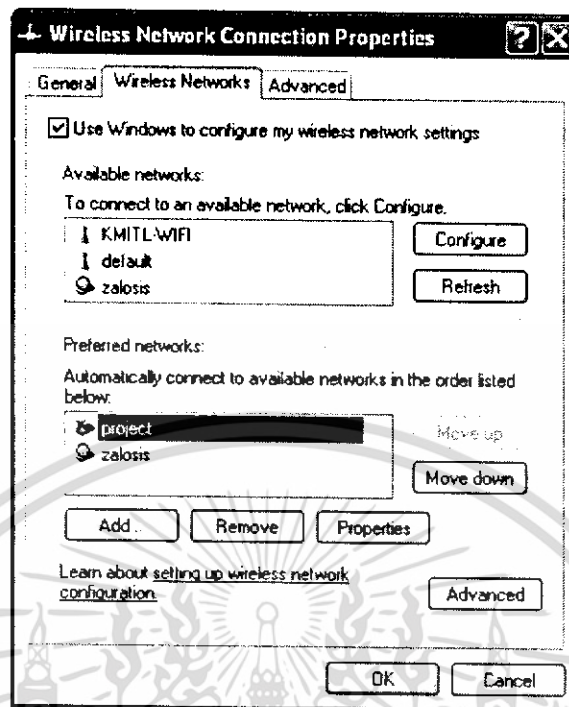 Wireless Network Connection Properties
General Wireless Networks Advanced
Use Windows to configure my wireless network settings
Available networks:
To connect to an available network, click Configure.
KMITL-WIFI
default
zalosis
Configure
Refresh
Preferred networks:
Automatically connect to available networks in the order listed
below:
project
zalosis
Move up
Move down
Add...
Remove
Properties
Learn about setting up wireless network
configuration.
Advanced
OK
Cancel